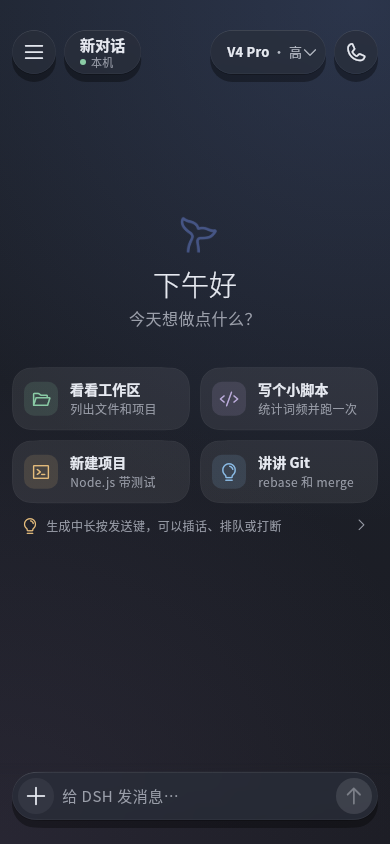 新对话
本机
V4 Pro · 高
下午好
今天想做点什么？
看看工作区
列出文件和项目
写个小脚本
统计词频并跑一次
新建项目
Node.js 带测试
讲讲 Git
rebase 和 merge
生成中长按发送键，可以插话、排队或打断
给 DSH 发消息…